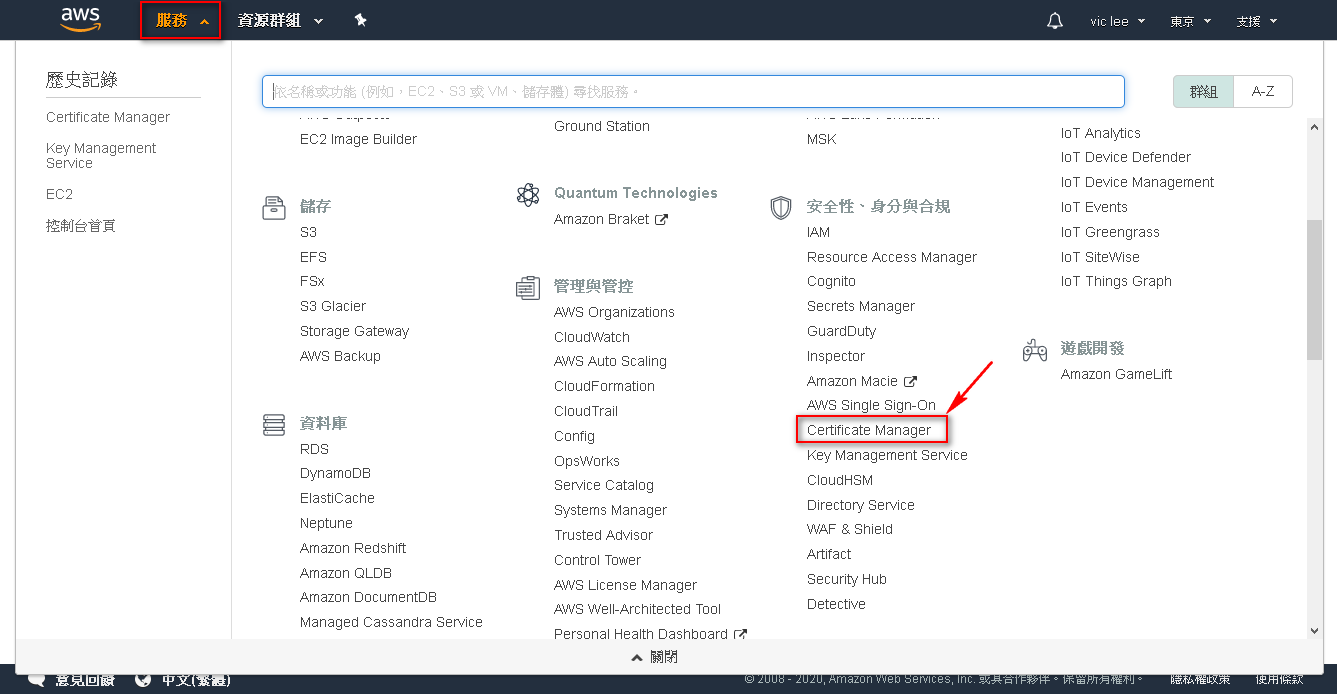 aws
服務
資源群組
vic lee
東京
支援
歷史記錄
Certificate Manager
Key Management
Service
EC2
控制台首頁
依名稱或功能 (例如,EC2、S3 或 VM、儲存體) 尋找服務。
群組
A-Z
EC2 Image Builder
儲存
S3
EFS
FSx
S3 Glacier
Storage Gateway
AWS Backup
資料庫
RDS
DynamoDB
ElastiCache
Neptune
Amazon Redshift
Amazon QLDB
Amazon DocumentDB
Managed Cassandra Service
Ground Station
Quantum Technologies
Amazon Braket
管理與管控
AWS Organizations
CloudWatch
AWS Auto Scaling
CloudFormation
CloudTrail
Config
OpsWorks
Service Catalog
Systems Manager
Trusted Advisor
Control Tower
AWS License Manager
AWS Well-Architected Tool
Personal Health Dashboard
MSK
安全性、身分與合規
IAM
Resource Access Manager
Cognito
Secrets Manager
GuardDuty
Inspector
Amazon Macie
AWS Single Sign-On
Certificate Manager
Key Management Service
CloudHSM
Directory Service
WAF & Shield
Artifact
Security Hub
Detective
IoT Analytics
IoT Device Defender
IoT Device Management
IoT Events
IoT Greengrass
IoT SiteWise
IoT Things Graph
遊戲開發
Amazon GameLift
關閉
意見回饋
中文(繁體)
© 2008 - 2020, Amazon Web Services, Inc. 或其合作夥伴。保留所有權利。
隱私權政策
使用條款